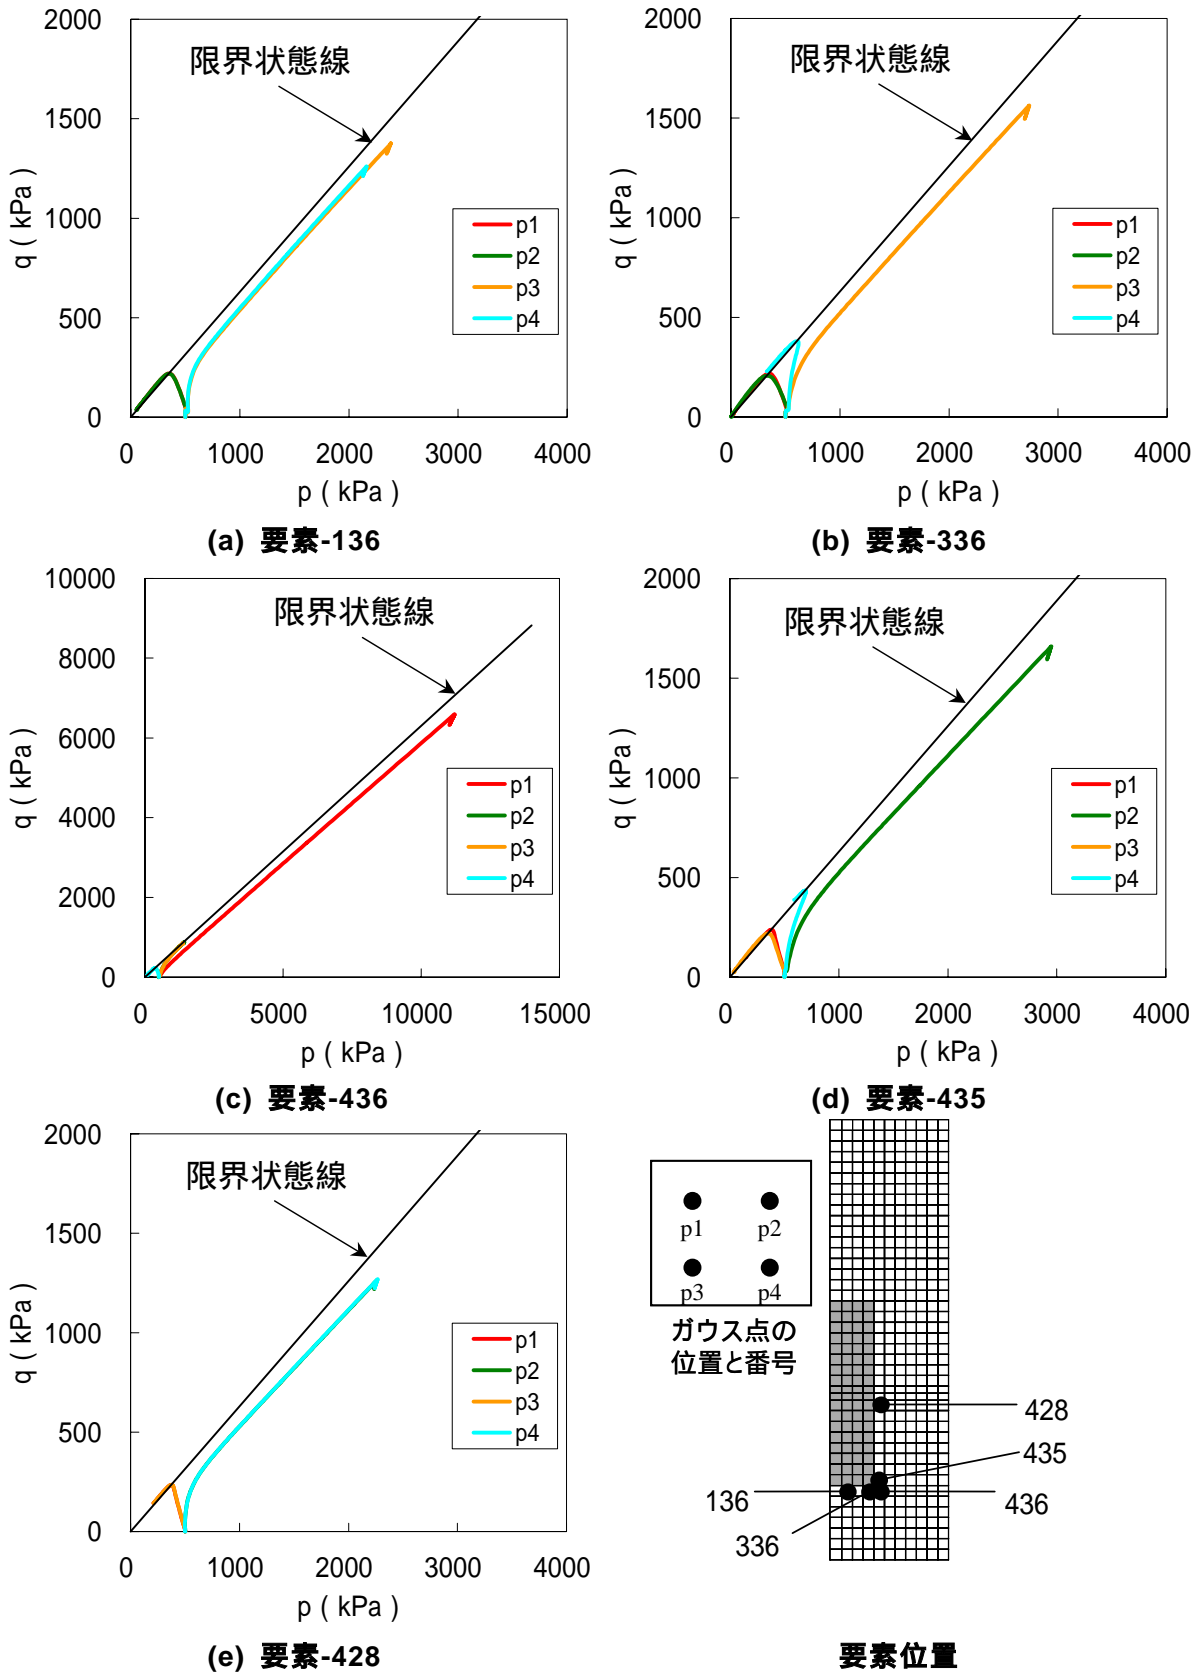 2000
1500
1000
500
0
q ( kPa )
限界状態線
p1
p2
p3
p4
0 1000 2000 3000 4000
p ( kPa )
(a) 要素-136
2000
1500
1000
500
0
q ( kPa )
限界状態線
p1
p2
p3
p4
0 1000 2000 3000 4000
p ( kPa )
(b) 要素-336
10000
8000
6000
4000
2000
0
q ( kPa )
限界状態線
p1
p2
p3
p4
0 5000 10000 15000
p ( kPa )
(c) 要素-436
2000
1500
1000
500
0
q ( kPa )
限界状態線
p1
p2
p3
p4
0 1000 2000 3000 4000
p ( kPa )
(d) 要素-435
2000
1500
1000
500
0
q ( kPa )
限界状態線
p1
p2
p3
p4
0 1000 2000 3000 4000
p ( kPa )
(e) 要素-428
p1 p2
p3 p4
ガウス点の
位置と番号
428
435
136
436
336
要素位置